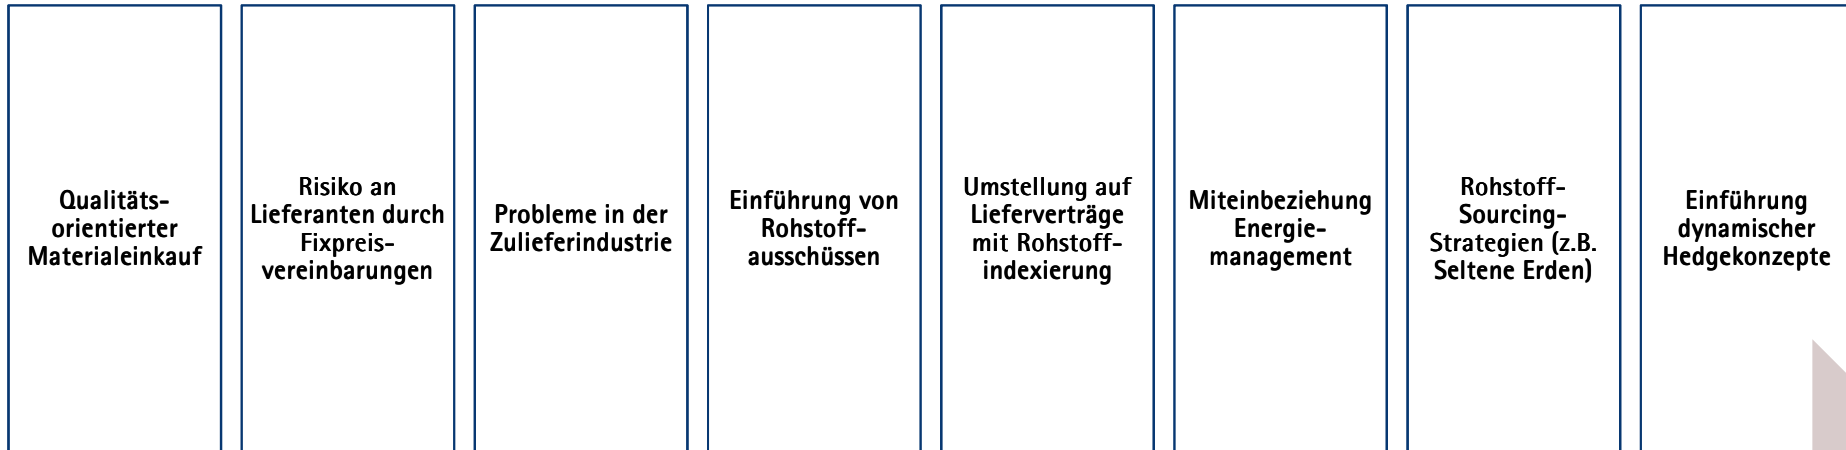 Qualitäts-
orientierter
Materialeinkauf
Risiko an
Lieferanten durch
Fixpreis-
vereinbarungen
Probleme in der
Zulieferindustrie
Einführung von
Rohstoff-
ausschüssen
Umstellung auf
Lieferverträge
mit Rohstoff-
indexierung
Miteinbeziehung
Energie-
management
Rohstoff-
Sourcing-
Strategien (z.B.
Seltene Erden)
Einführung
dynamischer
Hedgekonzepte